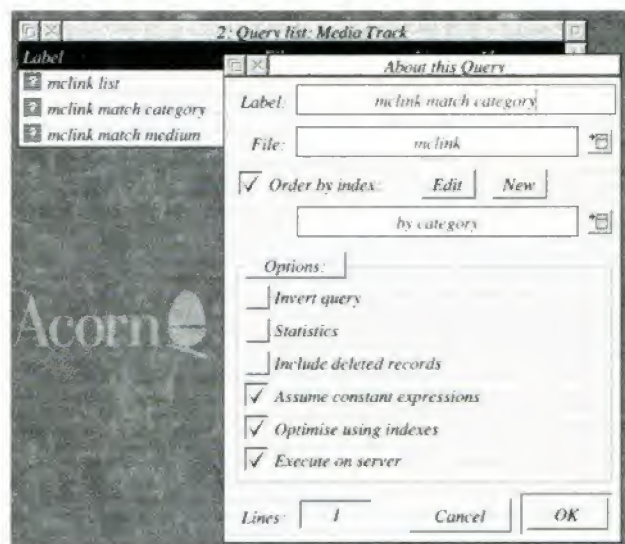 2: Query list: Media Track
Label
mclink list
mclink match category
mclink match medium
About this Query
Label: mclink match category
File: mclink
Order by index: Edit New
by category
Options:
Invert query
Statistics
Include deleted records
Assume constant expressions
Optimise using indexes
Execute on server
Lines: 1 Cancel OK
Acorn